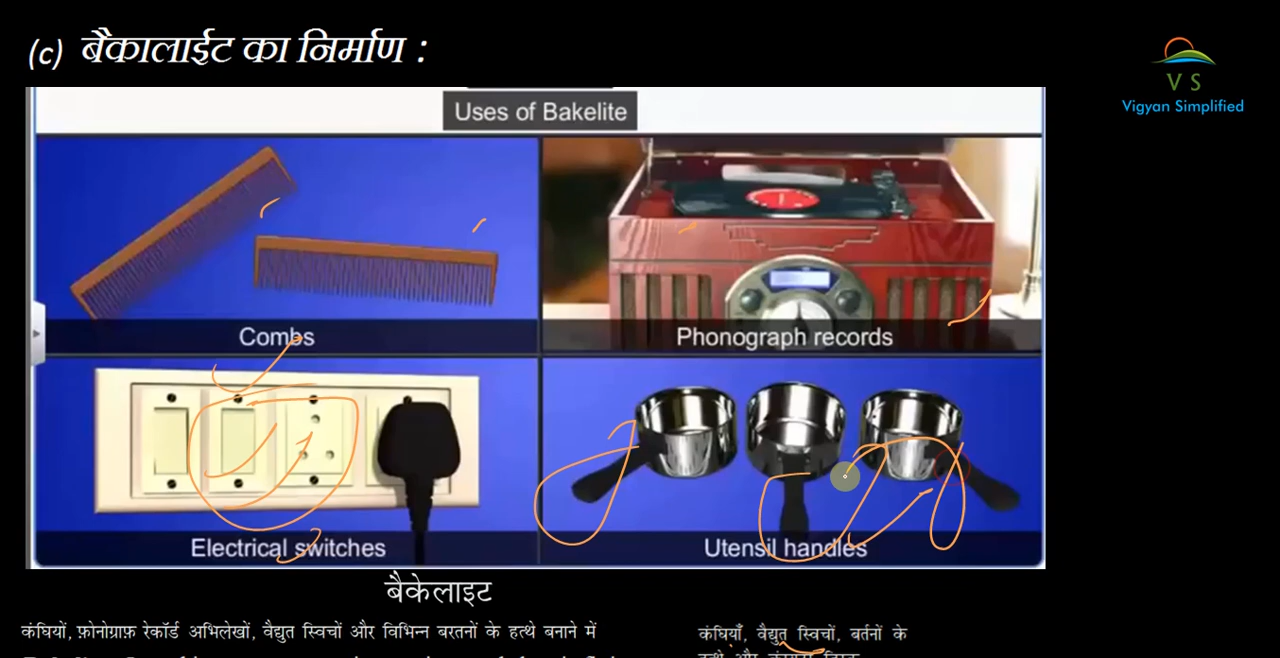 (c) बैकालाईट का निर्माण :
V S
Vigyan Simplified
Uses of Bakelite
Combs
Phonograph records
Electrical switches
Utensil handles
बैकेलाइट
कंघियों, फ़ोनोग्राफ़ रेकॉर्ड अभिलेखों, वैद्युत स्विचों और विभिन्न बरतनों के हत्थे बनाने में
कंघियाँ, वैद्युत स्विचों, बर्तनों के